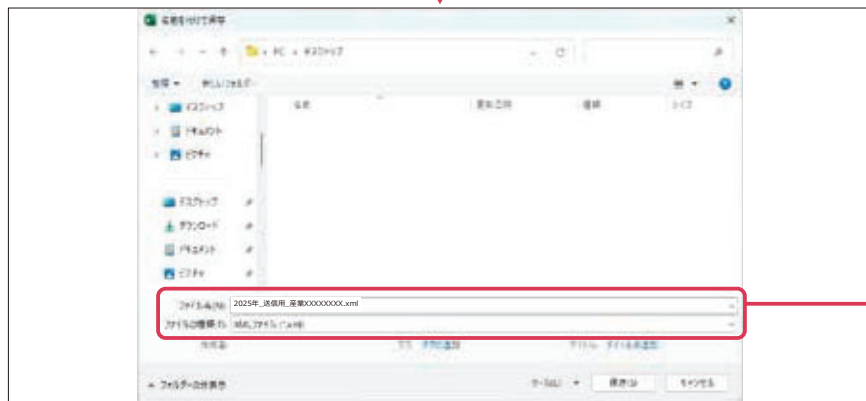 名前を付けて保存
PC › デスクトップ
整理 新しいフォルダー
デスクトップ 名前 更新日時 種類 サイズ
ドキュメント
ピクチャ
デスクトップ
ダウンロード
ドキュメント
ピクチャ
ファイル名(N): 2025年_送信用_産業XXXXXXXX.xml
ファイルの種類(T): XMLファイル (*.xml)
作成者: タグ: タグの追加 タイトル: タイトルの追加
フォルダーの非表示 ツール(L) 保存(S) キャンセル